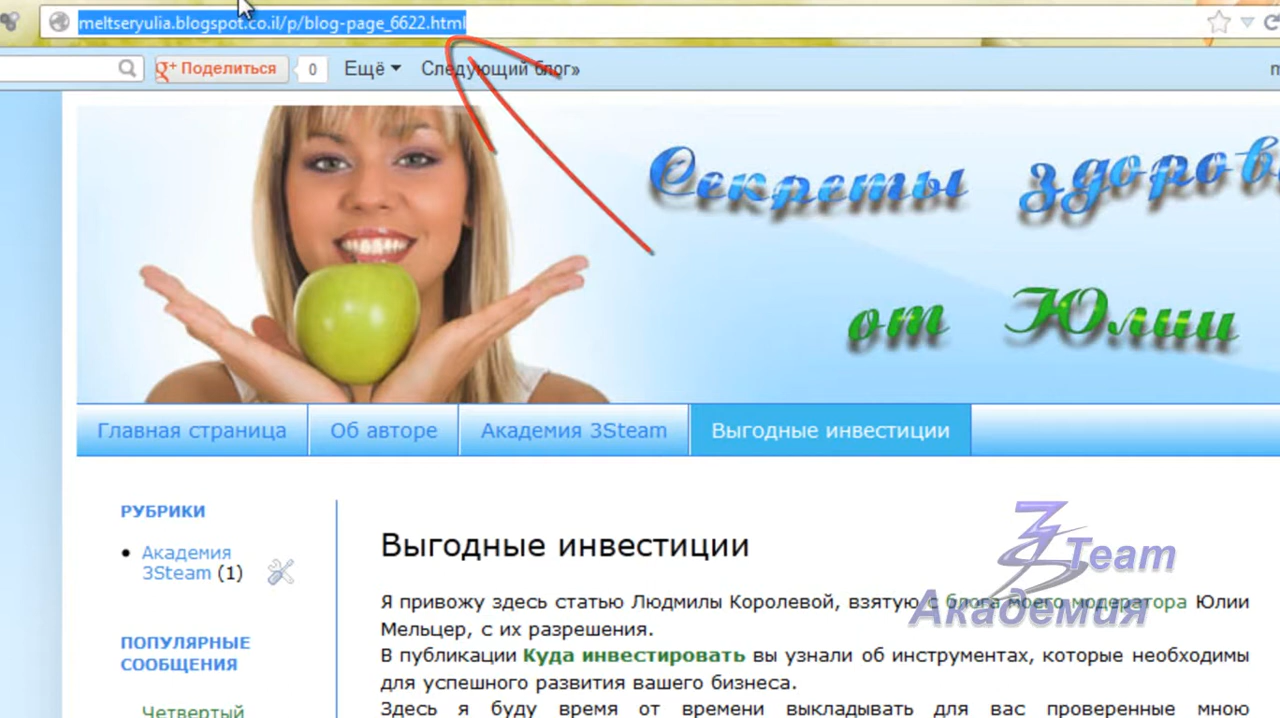 meltseryulia.blogspot.co.il/p/blog-page_6622.html
g+ Поделиться 0 Ещё Следующий блог»
Секреты
от Юлии
Главная страница Об авторе Академия 3Steam Выгодные инвестиции
РУБРИКИ
Академия
3Steam (1)
ПОПУЛЯРНЫЕ
СООБЩЕНИЯ
Четвертый
Выгодные инвестиции
Я привожу здесь статью Людмилы Королевой, взятую с блога моего модератора Юлии
Мельцер, с их разрешения.
В публикации Куда инвестировать вы узнали об инструментах, которые необходимы
для успешного развития вашего бизнеса.
Здесь я буду время от времени выкладывать для вас проверенные мною
3 Team
Академия